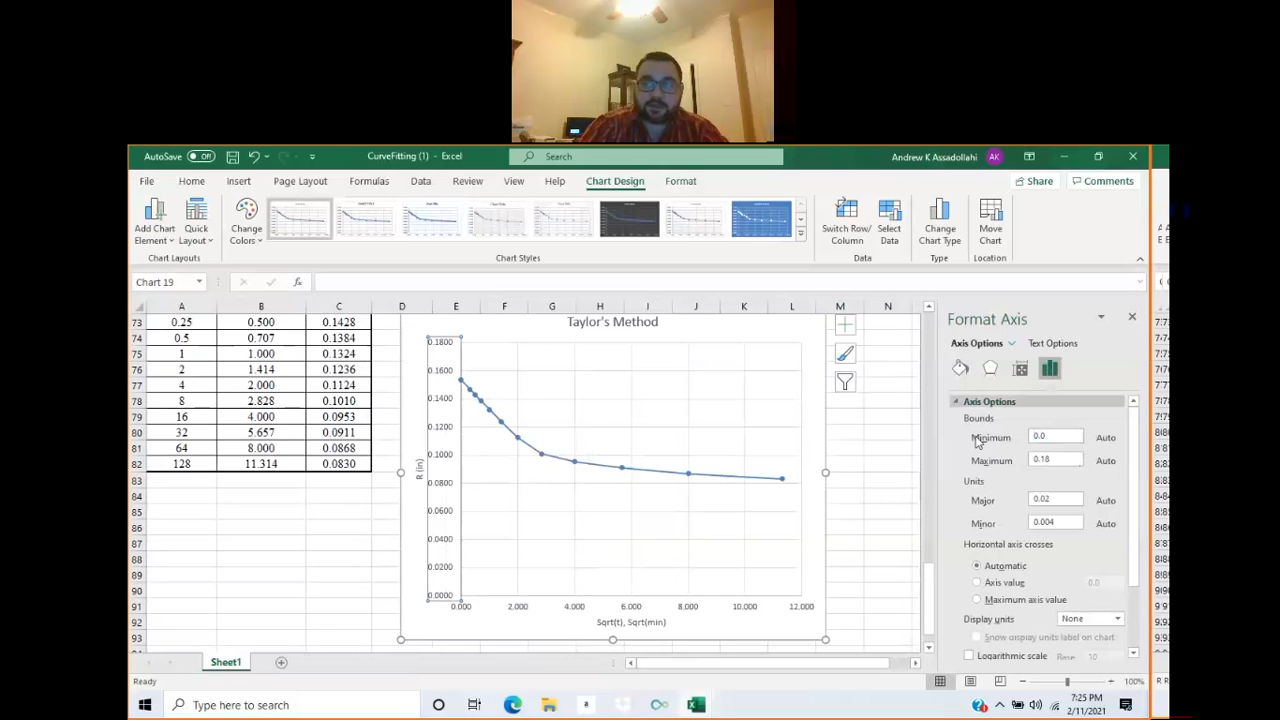 AutoSave Off CurveFitting (1) - Excel Search Andrew K Assadollahi AK
File Home Insert Page Layout Formulas Data Review View Help Chart Design Format Share Comments
Add Chart Element Quick Layout Change Colors Switch Row/ Column Select Data Change Chart Type Move Chart
Chart Layouts Chart Styles Data Type Location
Chart 19 fx
A B C D E F G H I J K L M N
73 0.25 0.500 0.1428
74 0.5 0.707 0.1384
75 1 1.000 0.1324
76 2 1.414 0.1236
77 4 2.000 0.1124
78 8 2.828 0.1010
79 16 4.000 0.0953
80 32 5.657 0.0911
81 64 8.000 0.0868
82 128 11.314 0.0830
83
84
85
86
87
88
89
90
91
92
93
Taylor's Method
0.1800
0.1600
0.1400
0.1200
0.1000
0.0800
0.0600
0.0400
0.0200
0.0000
R (in)
0.000 2.000 4.000 6.000 8.000 10.000 12.000
Sqrt(t), Sqrt(min)
Format Axis
Axis Options Text Options
Axis Options
Bounds
Minimum 0.0 Auto
Maximum 0.18 Auto
Units
Major 0.02 Auto
Minor 0.004 Auto
Horizontal axis crosses
Automatic
Axis value 0.0
Maximum axis value
Display units None
Show display units label on chart
Logarithmic scale Base 10
Sheet1
Ready 100%
Type here to search
7:25 PM
2/11/2021